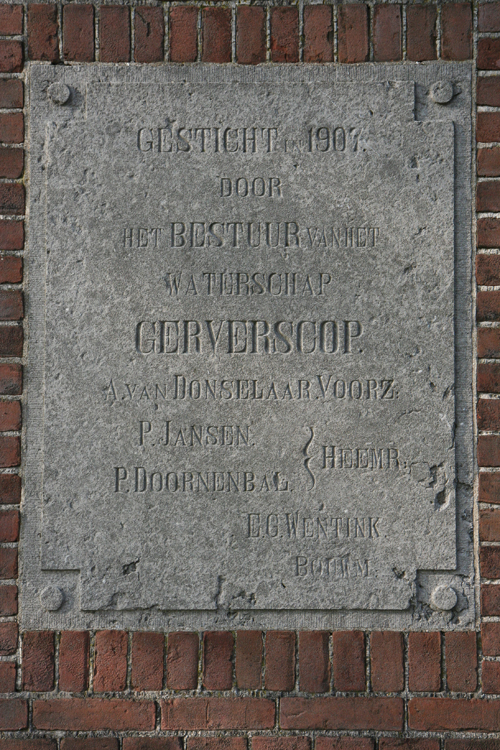 GESTICHT IN 1907.
DOOR
HET BESTUUR VAN HET
WATERSCHAP
GERVERSCOP.
A. VAN DONSELAAR. VOORZ.
P. JANSEN.
P. DOORNENBAL. } HEEMR.
E.G. WENTINK
BOUWM.